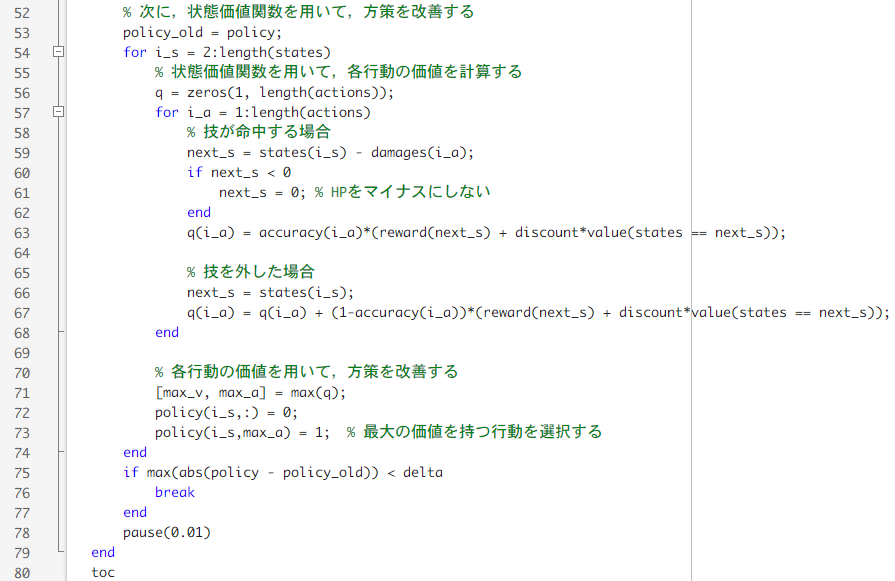 52 % 次に，状態価値関数を用いて，方策を改善する
53 policy_old = policy;
54 for i_s = 2:length(states)
55 % 状態価値関数を用いて，各行動の価値を計算する
56 q = zeros(1, length(actions));
57 for i_a = 1:length(actions)
58 % 技が命中する場合
59 next_s = states(i_s) - damages(i_a);
60 if next_s < 0
61 next_s = 0; % HPをマイナスにしない
62 end
63 q(i_a) = accuracy(i_a)*(reward(next_s) + discount*value(states == next_s));
64
65 % 技を外した場合
66 next_s = states(i_s);
67 q(i_a) = q(i_a) + (1-accuracy(i_a))*(reward(next_s) + discount*value(states == next_s));
68 end
69
70 % 各行動の価値を用いて，方策を改善する
71 [max_v, max_a] = max(q);
72 policy(i_s,:) = 0;
73 policy(i_s,max_a) = 1; % 最大の価値を持つ行動を選択する
74 end
75 if max(abs(policy - policy_old)) < delta
76 break
77 end
78 pause(0.01)
79 end
80 toc